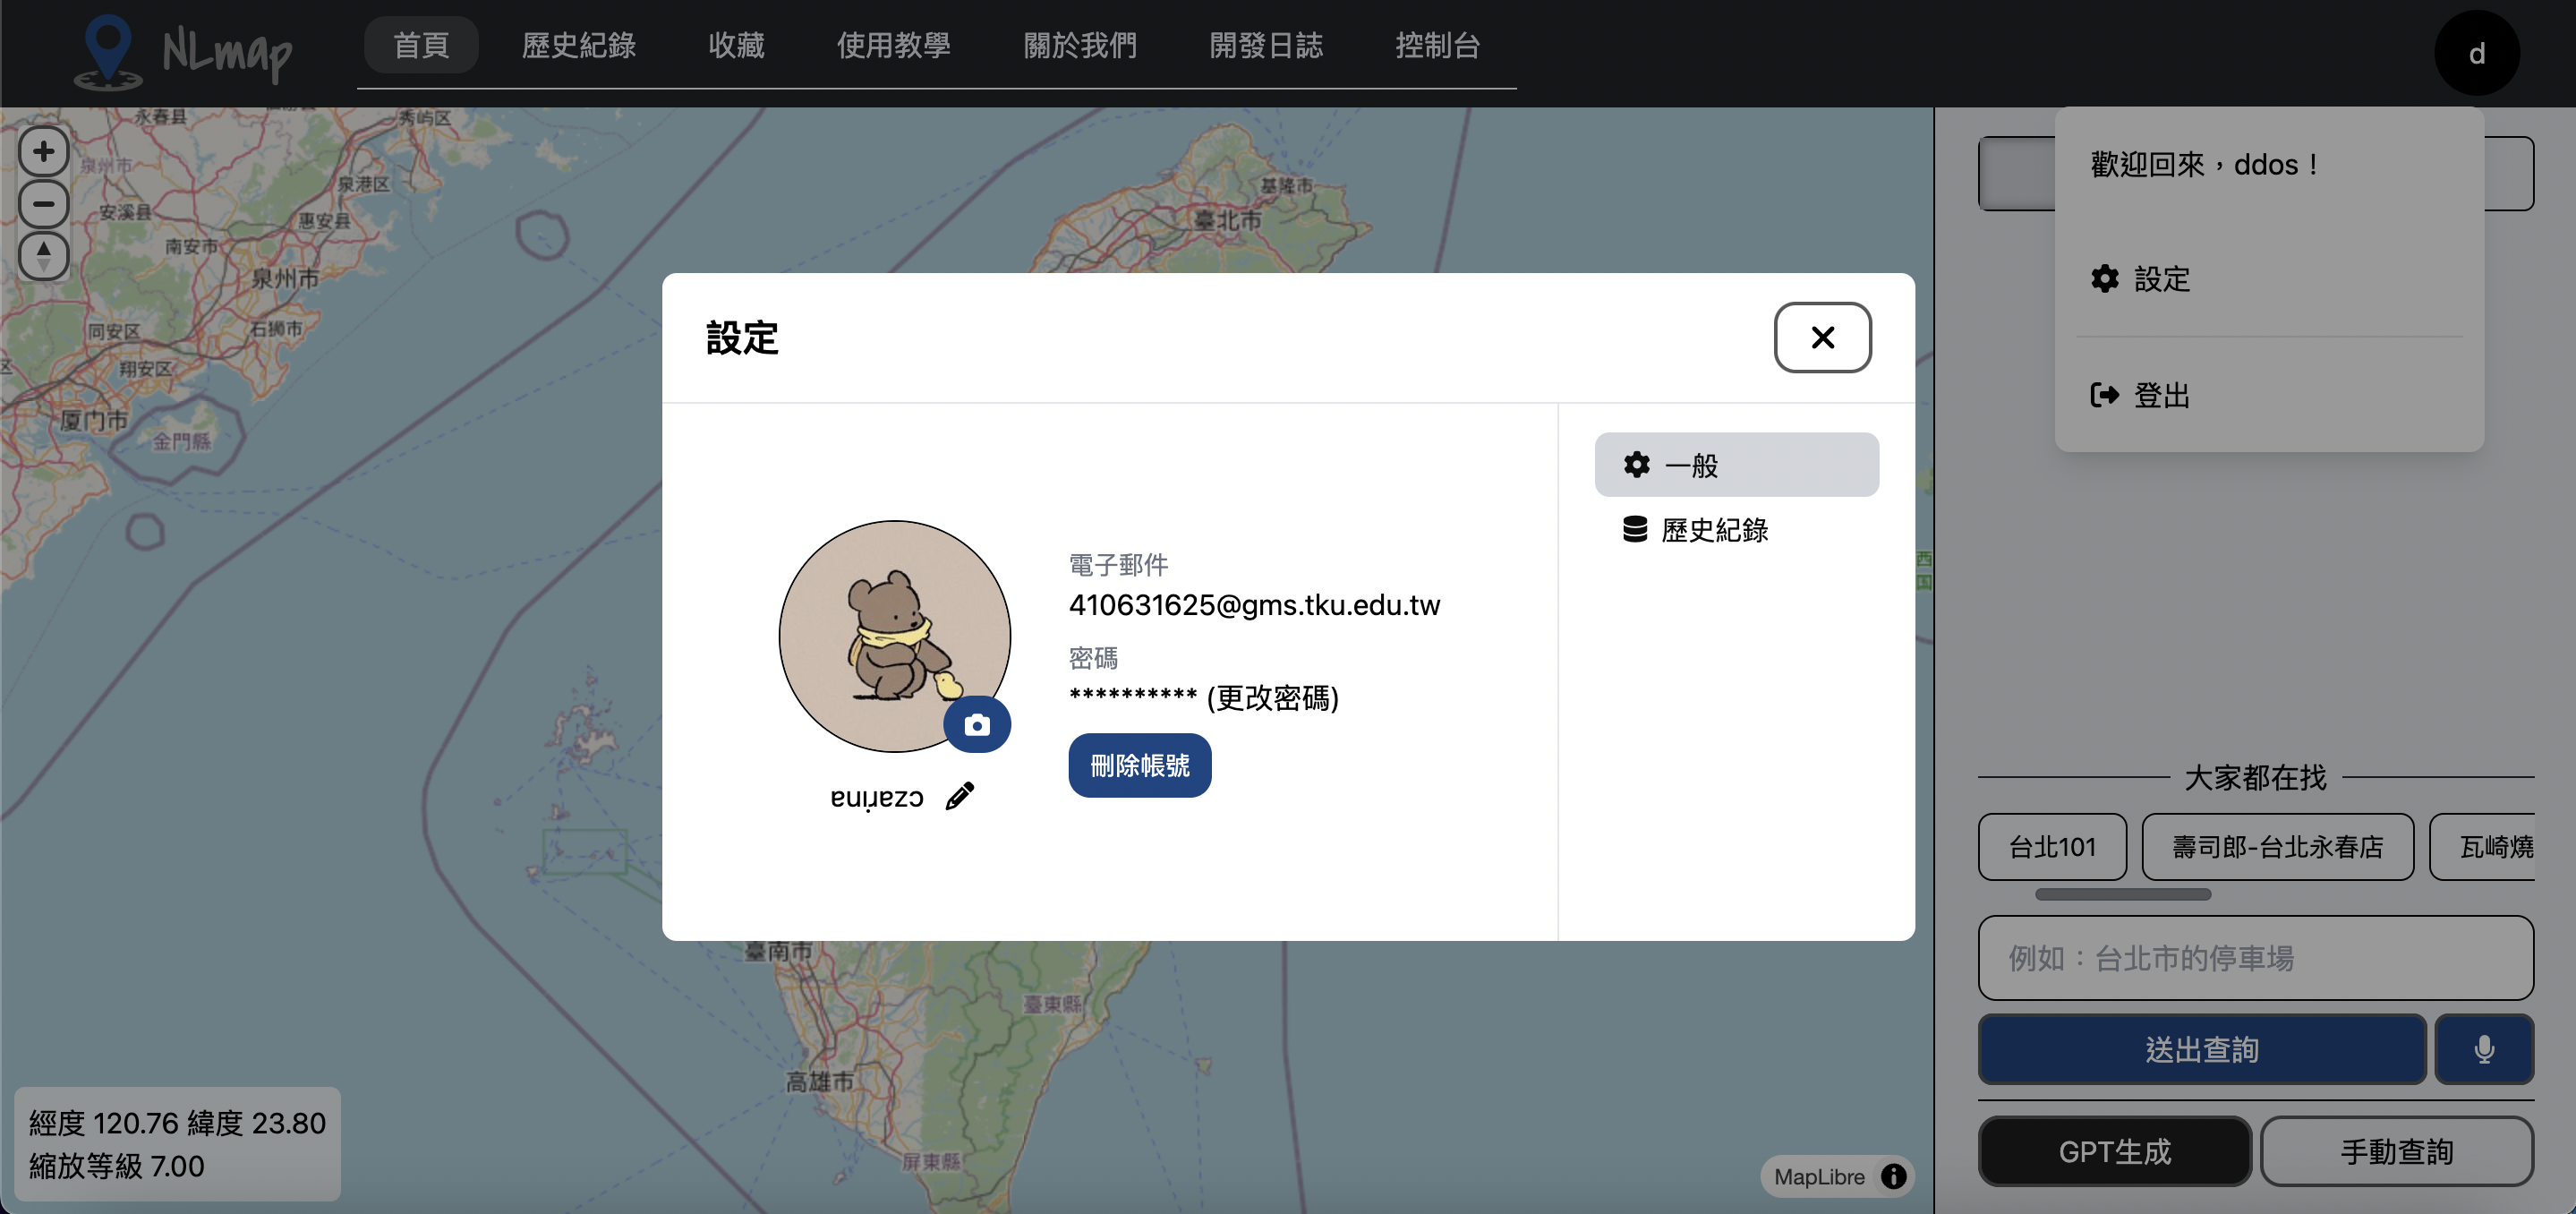 NLmap
首頁 歷史紀錄 收藏 使用教學 關於我們 開發日誌 控制台
d
永春县
秀屿区
泉州市
泉港区
安溪县
惠安县
南安市
泉州市
同安区
石狮市
翔安区
厦门市
金門縣
基隆市
臺北市
歡迎回來，ddos！
設定
登出
設定
一般
歷史紀錄
電子郵件
410631625@gms.tku.edu.tw
密碼
********** (更改密碼)
刪除帳號
ɐuᴉɹɐzɔ
臺南市
臺東縣
高雄市
屏東縣
大家都在找
台北101 壽司郎-台北永春店 瓦崎燒
例如：台北市的停車場
送出查詢
GPT生成 手動查詢
經度 120.76 緯度 23.80
縮放等級 7.00
MapLibre